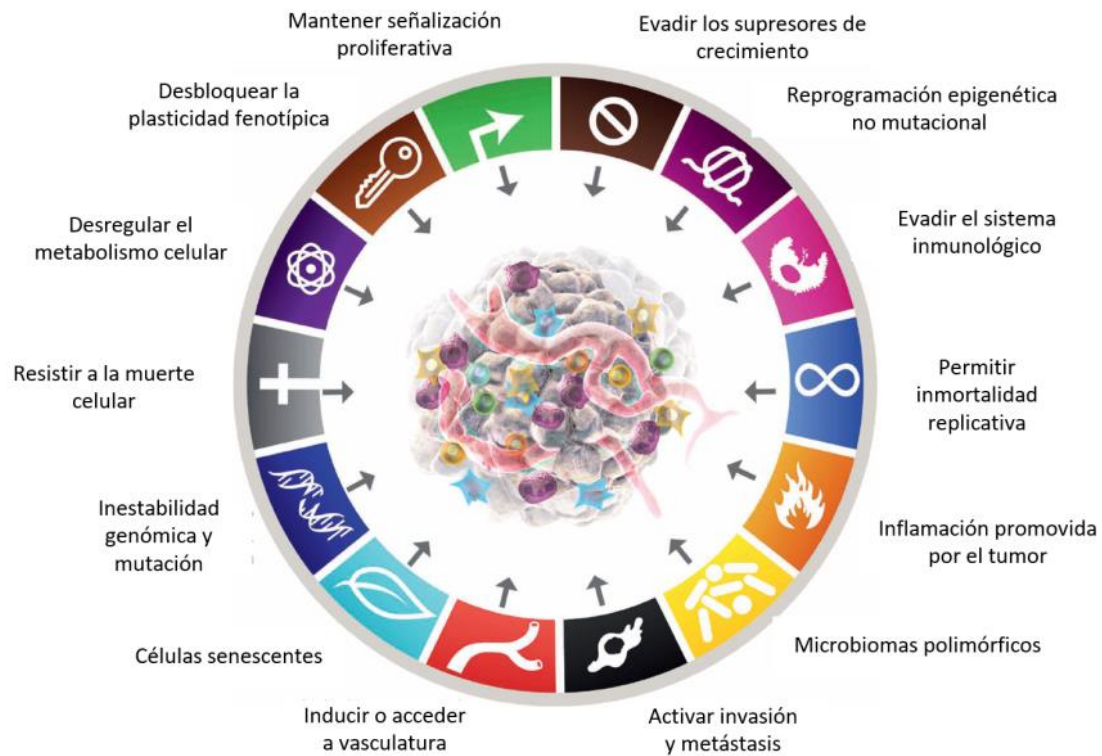 Mantener señalización
proliferativa
Evadir los supresores de
crecimiento
Desbloquear la
plasticidad fenotípica
Reprogramación epigenética
no mutacional
Desregular el
metabolismo celular
Evadir el sistema
inmunológico
Resistir a la muerte
celular
Permitir
inmortalidad
replicativa
Inestabilidad
genómica y
mutación
Inflamación promovida
por el tumor
Células senescentes
Microbiomas polimórficos
Inducir o acceder
a vasculatura
Activar invasión
y metástasis